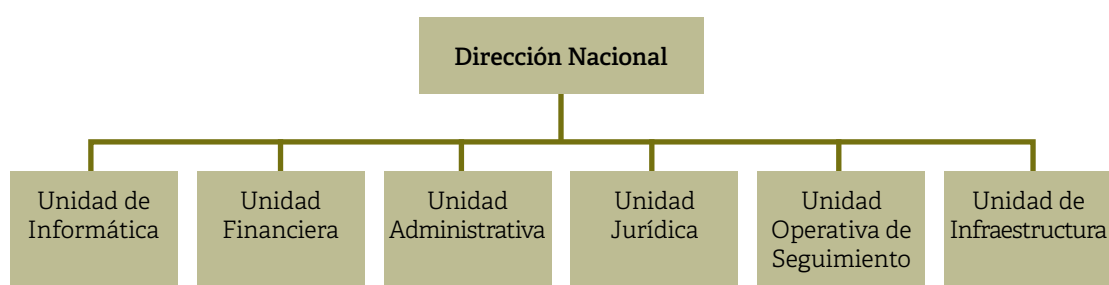 Dirección Nacional
Unidad de
Informática
Unidad
Financiera
Unidad
Administrativa
Unidad
Jurídica
Unidad
Operativa de
Seguimiento
Unidad de
Infraestructura